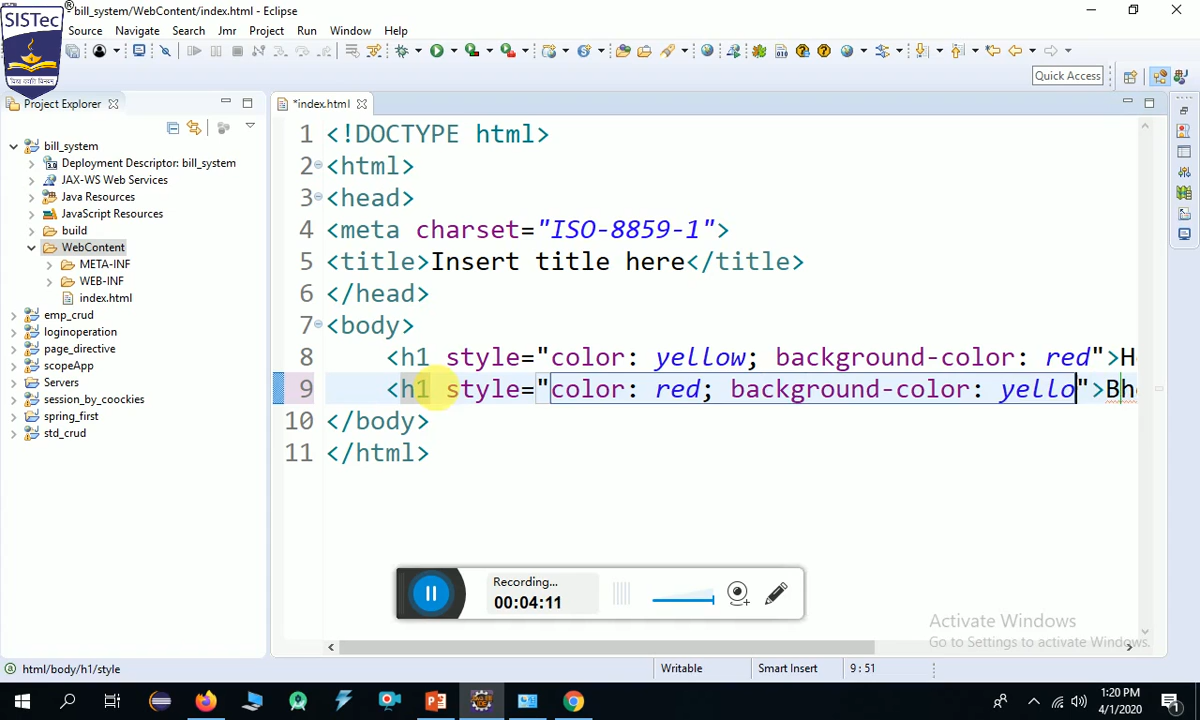 bill_system/WebContent/index.html - Eclipse
SISTec
®
Source Navigate Search Jmr Project Run Window Help
Quick Access
Project Explorer
*index.html
bill_system
Deployment Descriptor: bill_system
JAX-WS Web Services
Java Resources
JavaScript Resources
build
WebContent
META-INF
WEB-INF
index.html
emp_crud
loginoperation
page_directive
scopeApp
Servers
session_by_coockies
spring_first
std_crud
1 <!DOCTYPE html>
2 <html>
3 <head>
4 <meta charset="ISO-8859-1">
5 <title>Insert title here</title>
6 </head>
7 <body>
8 <h1 style="color: yellow; background-color: red">H
9 <h1 style="color: red; background-color: yello">Bh
10 </body>
11 </html>
Recording...
00:04:11
Activate Windows
Go to Settings to activate Windows.
html/body/h1/style
Writable
Smart Insert
9 : 51
1:20 PM
4/1/2020
1